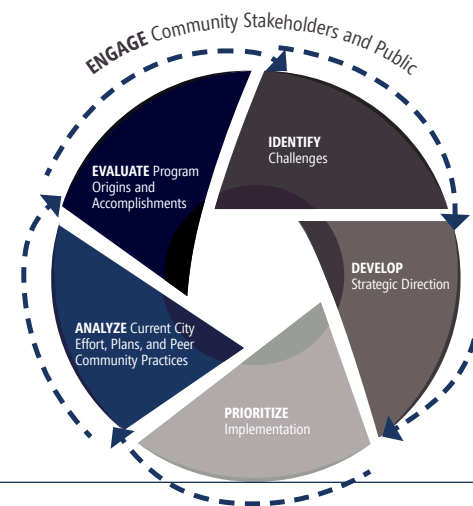 ENGAGE Community Stakeholders and Public
IDENTIFY
Challenges
EVALUATE Program
Origins and
Accomplishments
DEVELOP
Strategic Direction
ANALYZE Current City
Effort, Plans, and Peer
Community Practices
PRIORITIZE
Implementation